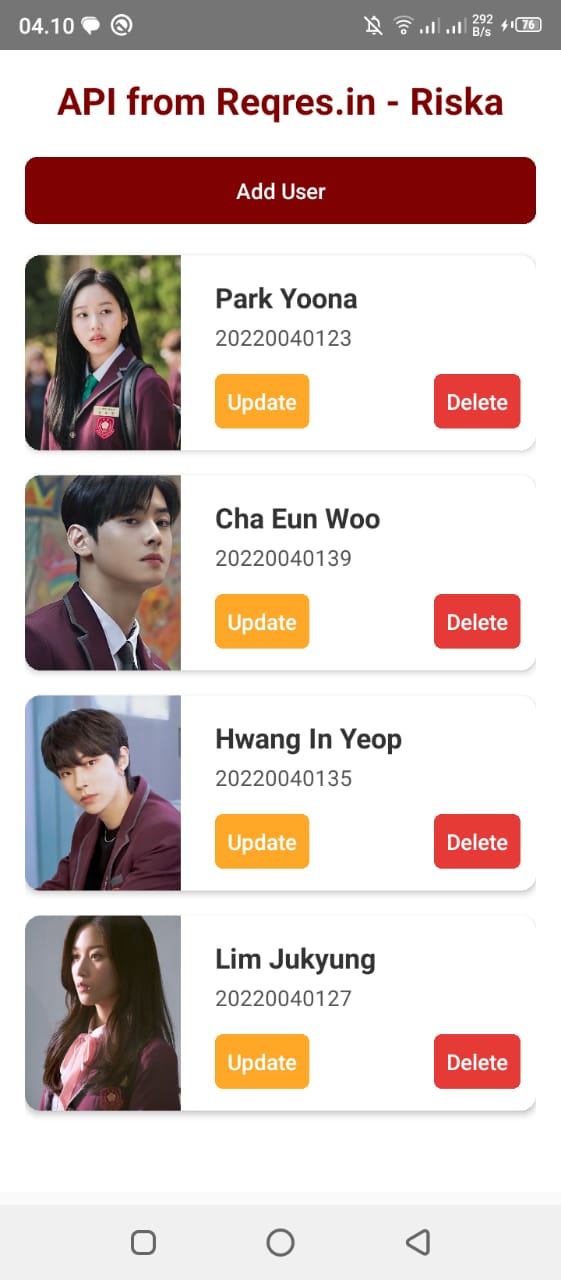 04.10
292
B/s
76
API from Reqres.in - Riska
Add User
Park Yoona
20220040123
Update Delete
Cha Eun Woo
20220040139
Update Delete
Hwang In Yeop
20220040135
Update Delete
Lim Jukyung
20220040127
Update Delete